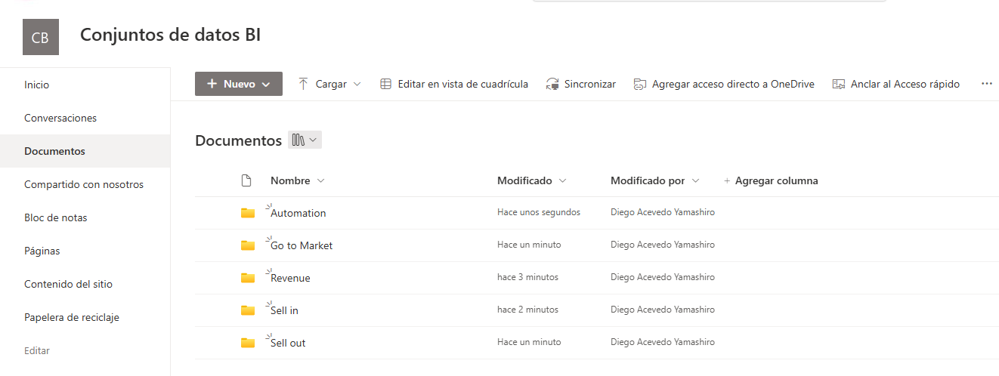 CB
Conjuntos de datos BI
Inicio
Conversaciones
Documentos
Compartido con nosotros
Bloc de notas
Páginas
Contenido del sitio
Papelera de reciclaje
Editar
+ Nuevo
Cargar
Editar en vista de cuadrícula
Sincronizar
Agregar acceso directo a OneDrive
Anclar al Acceso rápido
...
Documentos
Nombre Modificado Modificado por + Agregar columna
Automation Hace unos segundos Diego Acevedo Yamashiro
Go to Market Hace un minuto Diego Acevedo Yamashiro
Revenue hace 3 minutos Diego Acevedo Yamashiro
Sell in hace 2 minutos Diego Acevedo Yamashiro
Sell out Hace un minuto Diego Acevedo Yamashiro